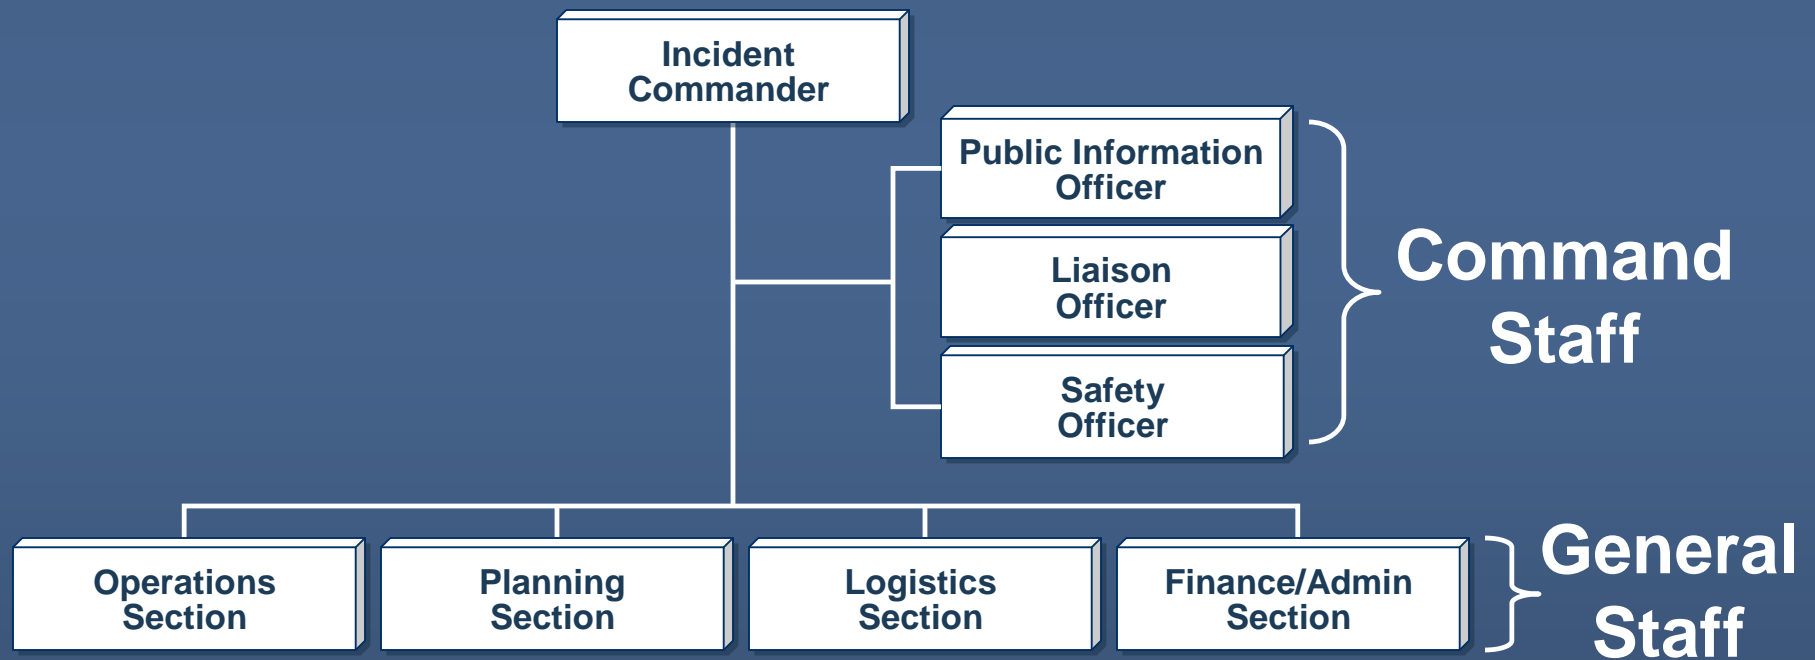 Incident
Commander
Public Information
Officer
Liaison
Officer
Safety
Officer
Command
Staff
Operations
Section
Planning
Section
Logistics
Section
Finance/Admin
Section
General
Staff